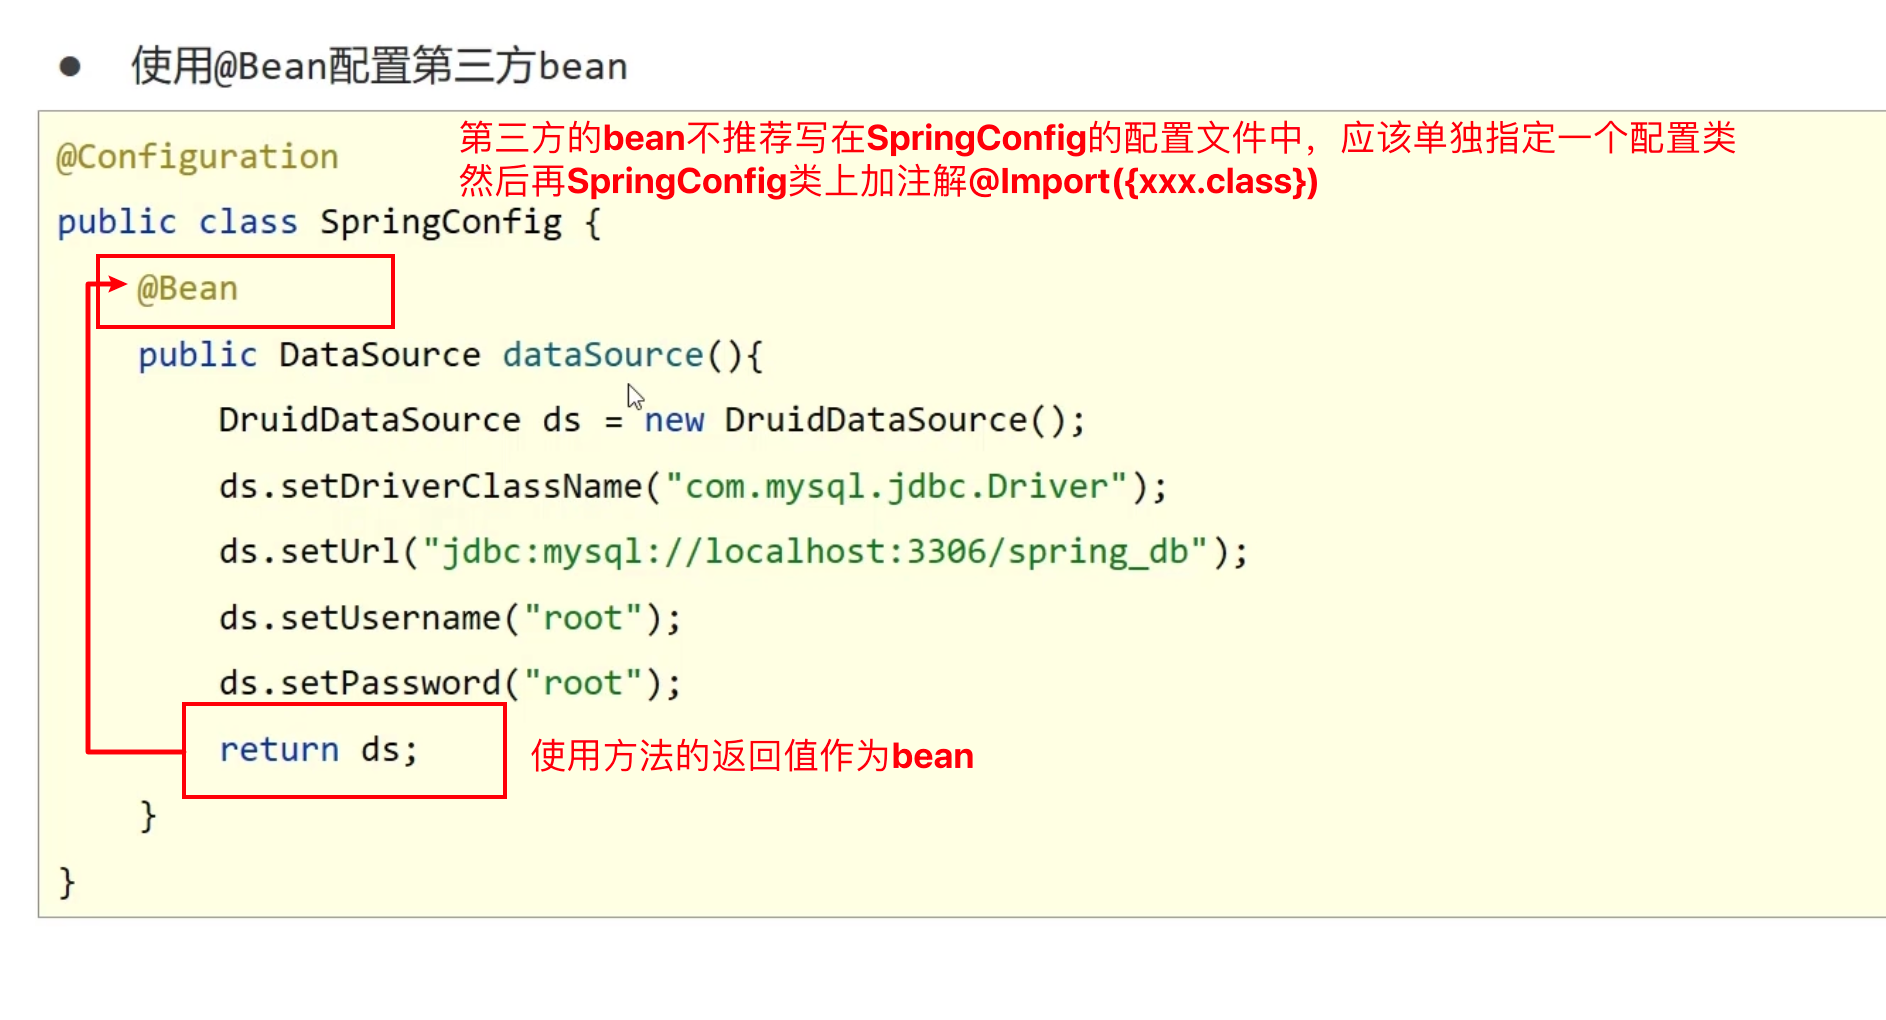 ● 使用@Bean配置第三方bean
第三方的bean不推荐写在SpringConfig的配置文件中，应该单独指定一个配置类
然后再SpringConfig类上加注解@Import({xxx.class})
@Configuration
public class SpringConfig {
@Bean
public DataSource dataSource(){
DruidDataSource ds = new DruidDataSource();
ds.setDriverClassName("com.mysql.jdbc.Driver");
ds.setUrl("jdbc:mysql://localhost:3306/spring_db");
ds.setUsername("root");
ds.setPassword("root");
return ds; 使用方法的返回值作为bean
}
}